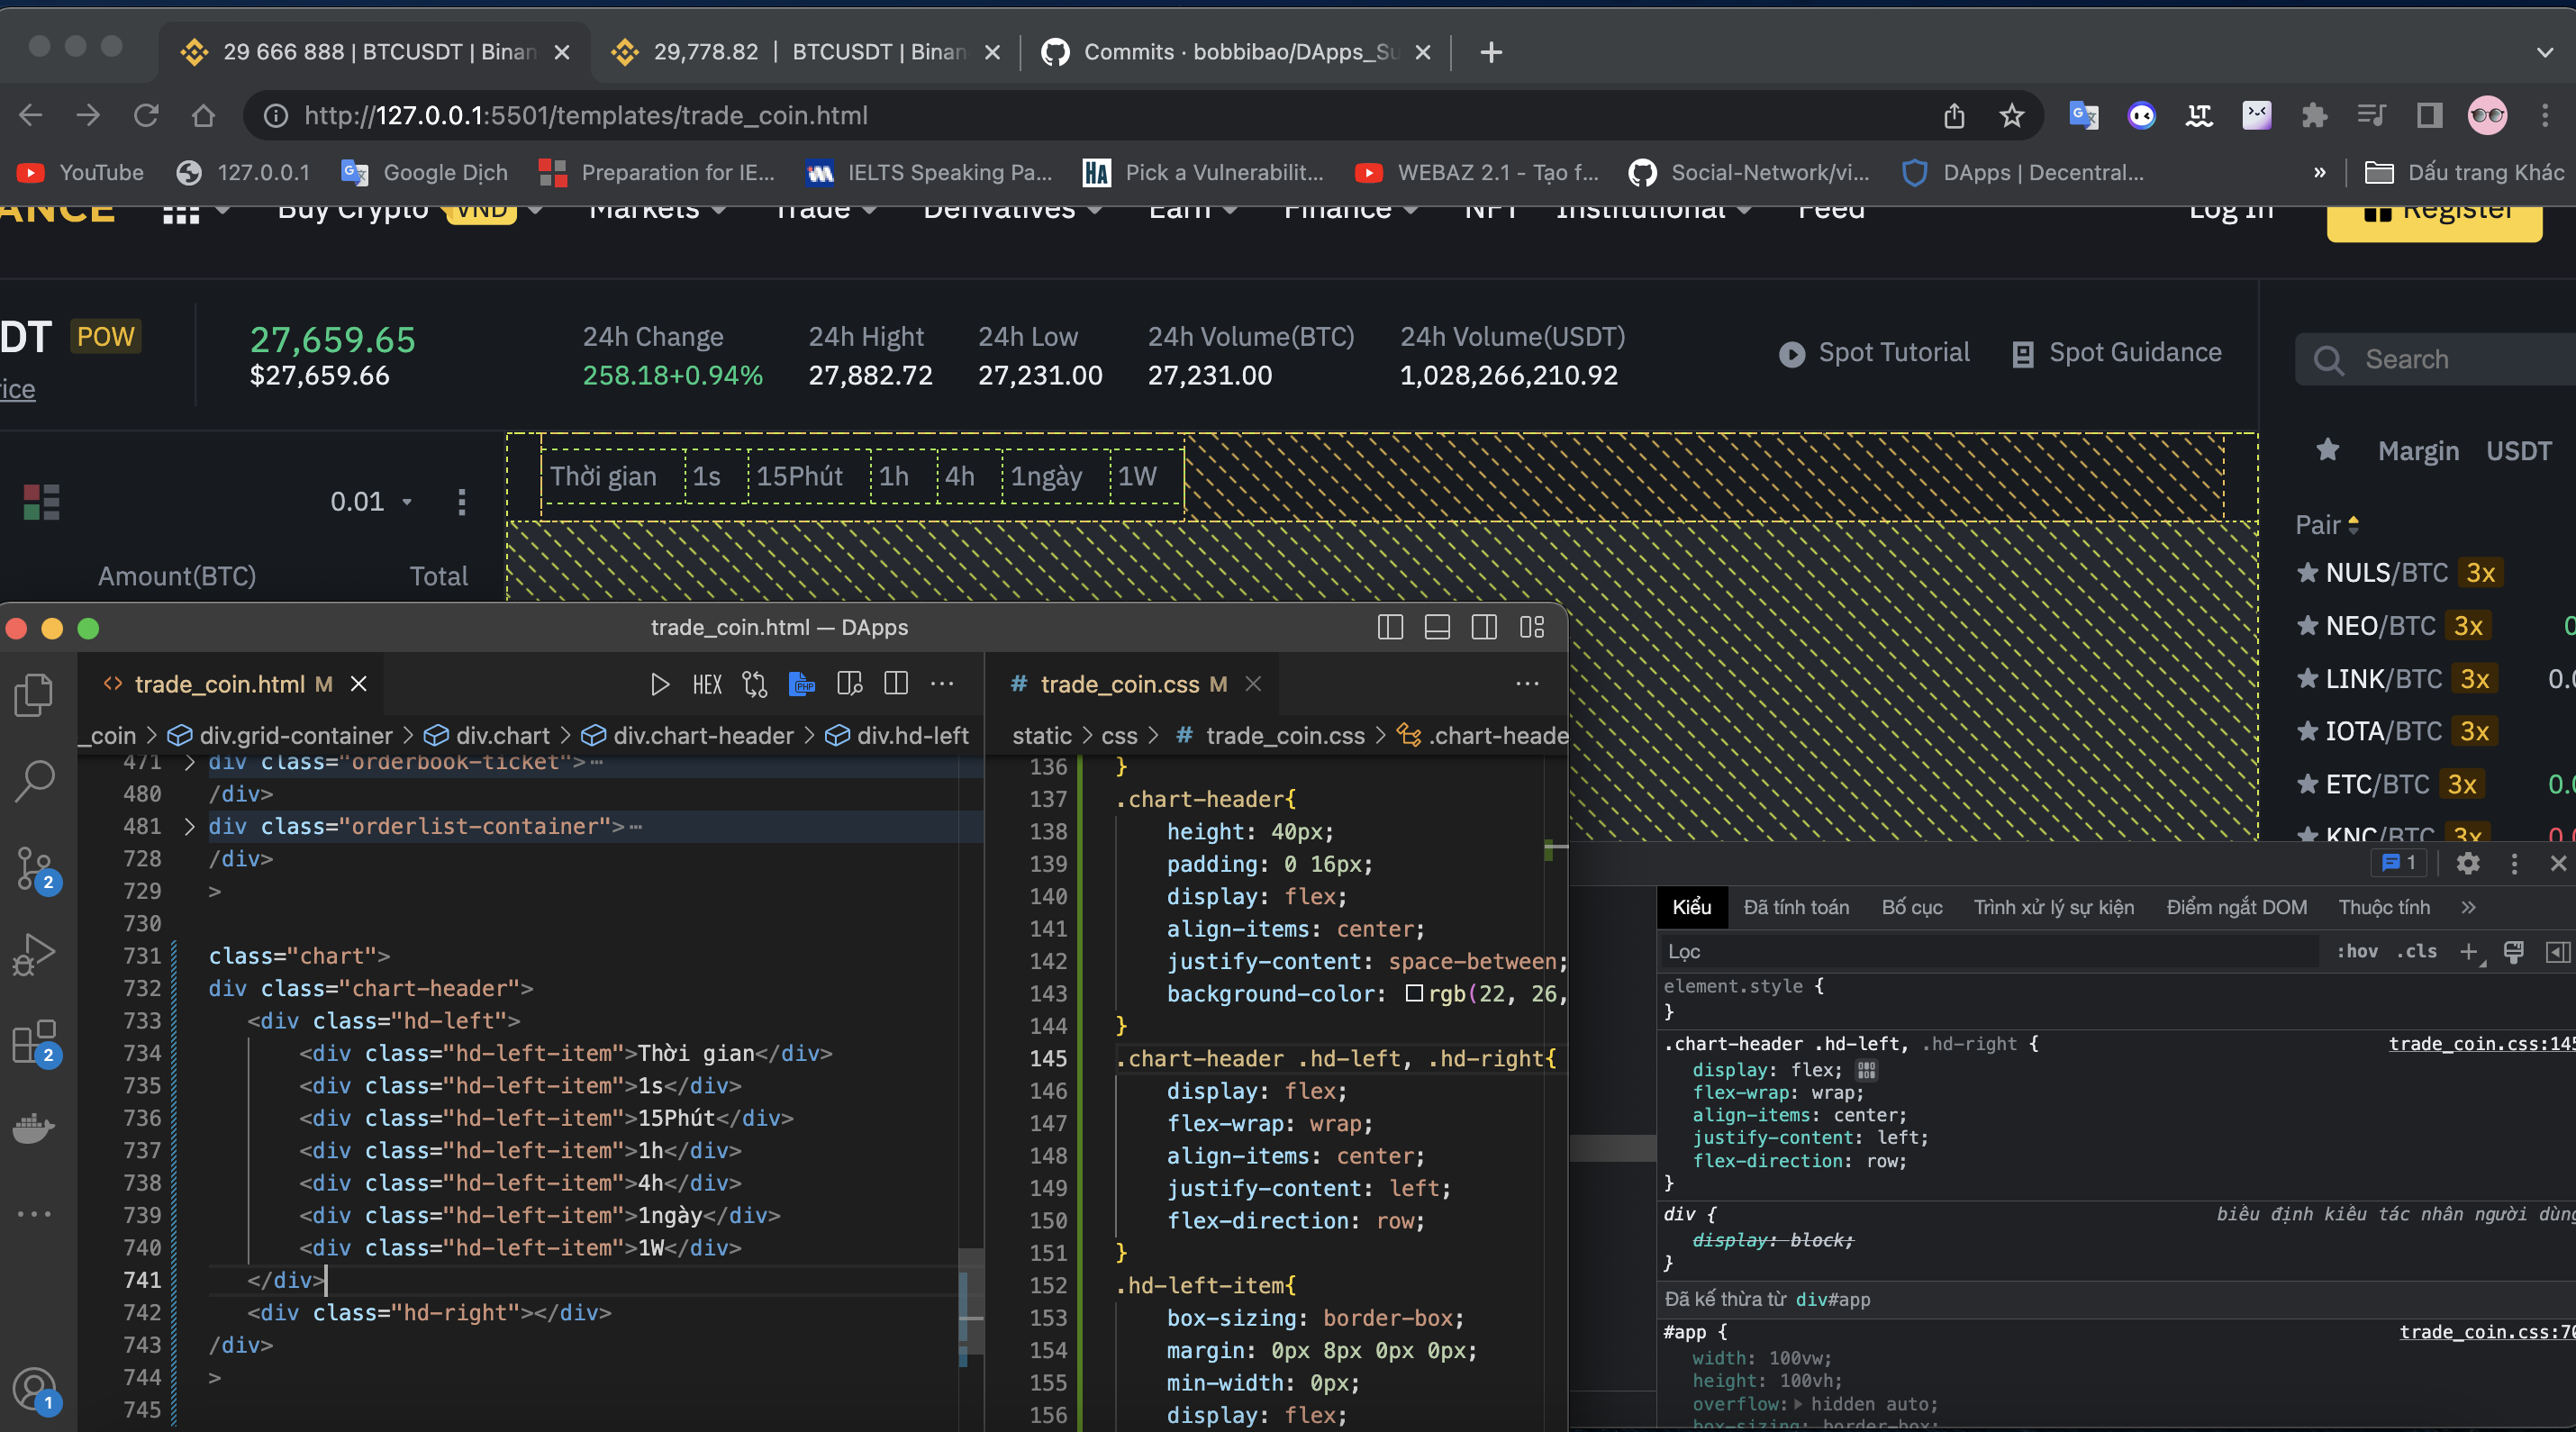 29 666 888 | BTCUSDT | Binan
29,778.82 | BTCUSDT | Binan
Commits · bobbibao/DApps_Su
http://127.0.0.1:5501/templates/trade_coin.html
YouTube
127.0.0.1
Google Dịch
Preparation for IE...
IELTS Speaking Pa...
HA
Pick a Vulnerabilit...
WEBAZ 2.1 - Tạo f...
Social-Network/vi...
DApps | Decentral...
»
Dấu trang Khác
ANCE
Buy Crypto
VND
Markets
Trade
Derivatives
Earn
Finance
NFT
Institutional
Feed
Log In
Register
DT
POW
ice
27,659.65
$27,659.66
24h Change
258.18+0.94%
24h Hight
27,882.72
24h Low
27,231.00
24h Volume(BTC)
27,231.00
24h Volume(USDT)
1,028,266,210.92
Spot Tutorial
Spot Guidance
Search
Margin USDT
Thời gian 1s 15Phút 1h 4h 1ngày 1W
0.01
Amount(BTC) Total
Pair
NULS/BTC 3x
NEO/BTC 3x 0
LINK/BTC 3x 0.0
IOTA/BTC 3x
ETC/BTC 3x 0.0
KNC/BTC 3x 0.0
trade_coin.html — DApps
trade_coin.html M
HEX
PHP
_coin > div.grid-container > div.chart > div.chart-header > div.hd-left
471 div class="orderbook-ticket">…
480 /div>
481 div class="orderlist-container">…
728 /div>
729 >
730
731 class="chart">
732 div class="chart-header">
733 <div class="hd-left">
734 <div class="hd-left-item">Thời gian</div>
735 <div class="hd-left-item">1s</div>
736 <div class="hd-left-item">15Phút</div>
737 <div class="hd-left-item">1h</div>
738 <div class="hd-left-item">4h</div>
739 <div class="hd-left-item">1ngày</div>
740 <div class="hd-left-item">1W</div>
741 </div>
742 <div class="hd-right"></div>
743 /div>
744 >
745
2
2
1
# trade_coin.css M
static > css > # trade_coin.css > .chart-heade
136 }
137 .chart-header{
138 height: 40px;
139 padding: 0 16px;
140 display: flex;
141 align-items: center;
142 justify-content: space-between;
143 background-color: rgb(22, 26,
144 }
145 .chart-header .hd-left, .hd-right{
146 display: flex;
147 flex-wrap: wrap;
148 align-items: center;
149 justify-content: left;
150 flex-direction: row;
151 }
152 .hd-left-item{
153 box-sizing: border-box;
154 margin: 0px 8px 0px 0px;
155 min-width: 0px;
156 display: flex;
1
Kiểu Đã tính toán Bố cục Trình xử lý sự kiện Điểm ngắt DOM Thuộc tính »
Lọc :hov .cls +
element.style {
}
.chart-header .hd-left, .hd-right { trade_coin.css:145
display: flex;
flex-wrap: wrap;
align-items: center;
justify-content: left;
flex-direction: row;
}
div { biểu định kiểu tác nhân người dùng
display: block;
}
Đã kế thừa từ div#app
#app { trade_coin.css:70
width: 100vw;
height: 100vh;
overflow: hidden auto;
box-sizing: border-box;